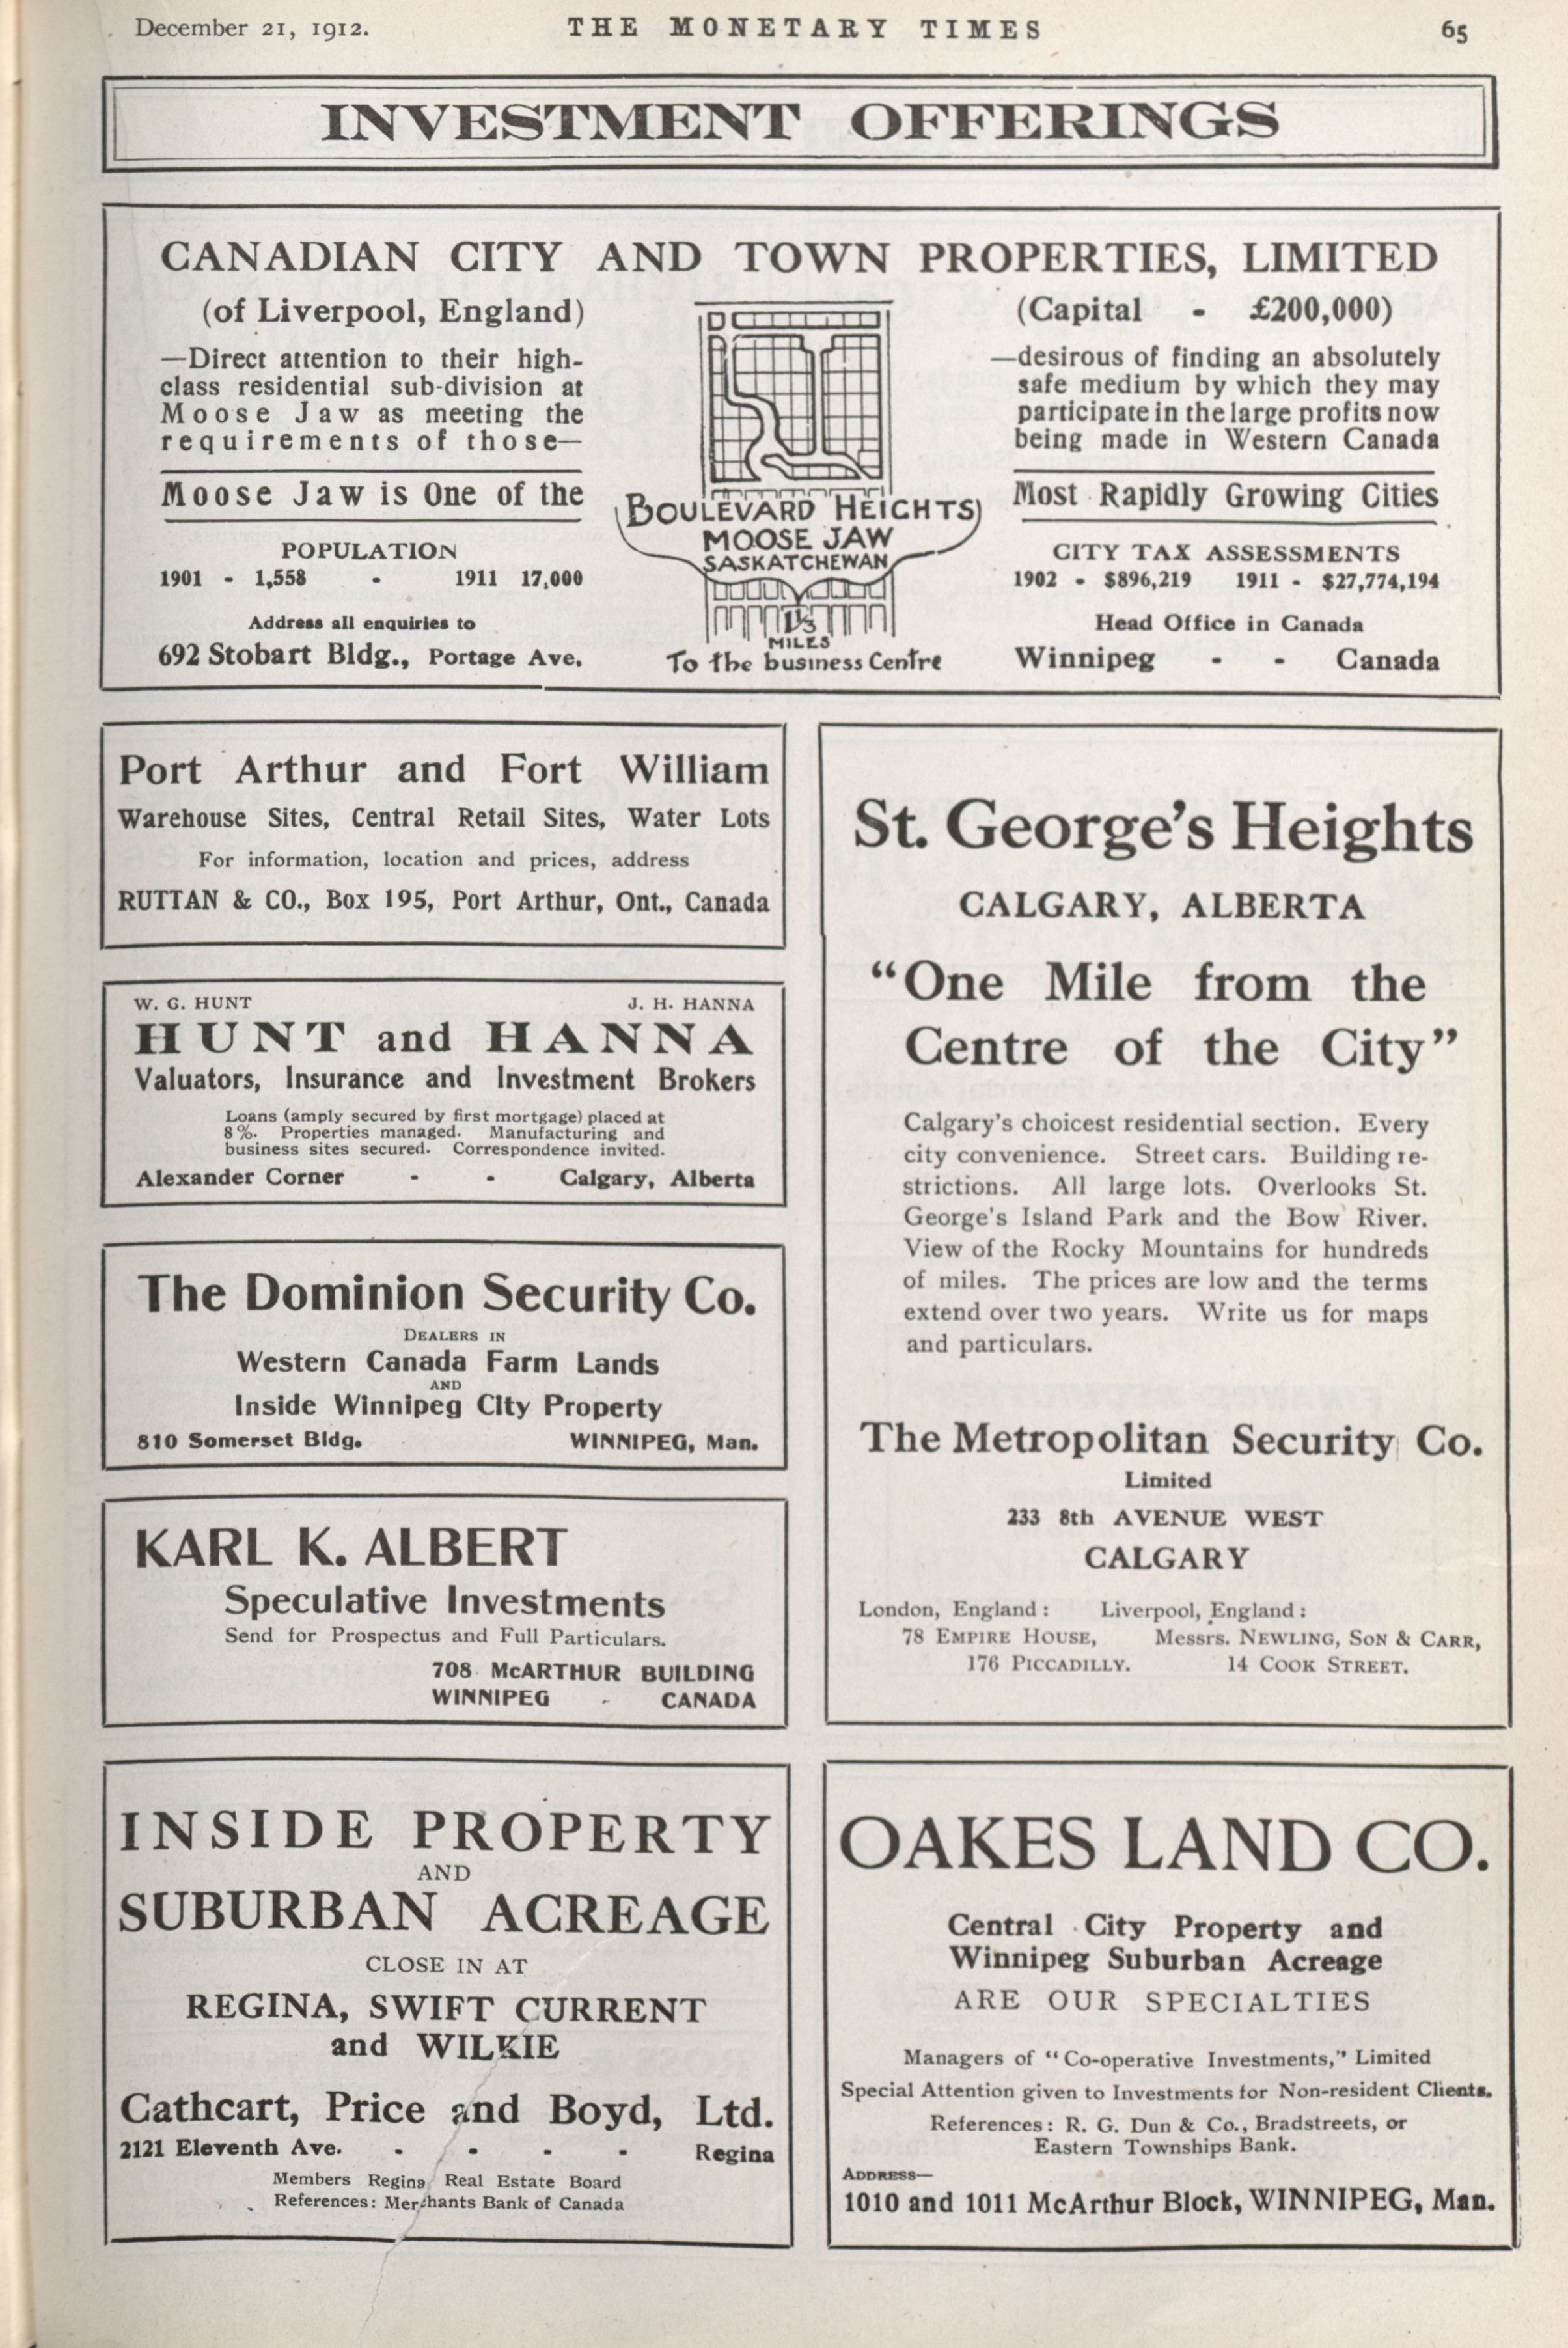 December 21, 1912.
THE MONETARY TIMES
65
INVESTMENT OFFERINGS
CANADIAN CITY AND TOWN PROPERTIES, LIMITED
(of Liverpool, England)
—Direct attention to their high-
class residential sub-division at
Moose Jaw as meeting the
requirements of those—
Moose Jaw is One of the
POPULATION
1901 - 1,558 - 1911 17,000
Address all enquiries to
692 Stobart Bldg., Portage Ave.
BOULEVARD HEIGHTS
MOOSE JAW
SASKATCHEWAN
MILES
To the business Centre
(Capital - £200,000)
—desirous of finding an absolutely
safe medium by which they may
participate in the large profits now
being made in Western Canada
Most Rapidly Growing Cities
CITY TAX ASSESSMENTS
1902 - $896,219 1911 - $27,774,194
Head Office in Canada
Winnipeg - - Canada
Port Arthur and Fort William
Warehouse Sites, Central Retail Sites, Water Lots
For information, location and prices, address
RUTTAN & CO., Box 195, Port Arthur, Ont., Canada
W. G. HUNT J. H. HANNA
HUNT and HANNA
Valuators, Insurance and Investment Brokers
Loans (amply secured by first mortgage) placed at
8%. Properties managed. Manufacturing and
business sites secured. Correspondence invited.
Alexander Corner - - Calgary, Alberta
The Dominion Security Co.
DEALERS IN
Western Canada Farm Lands
AND
Inside Winnipeg City Property
810 Somerset Bldg. WINNIPEG, Man.
KARL K. ALBERT
Speculative Investments
Send for Prospectus and Full Particulars.
708 McARTHUR BUILDING
WINNIPEG - CANADA
St. George's Heights
CALGARY, ALBERTA
"One Mile from the
Centre of the City"
Calgary's choicest residential section. Every
city convenience. Street cars. Building re-
strictions. All large lots. Overlooks St.
George's Island Park and the Bow River.
View of the Rocky Mountains for hundreds
of miles. The prices are low and the terms
extend over two years. Write us for maps
and particulars.
The Metropolitan Security Co.
Limited
233 8th AVENUE WEST
CALGARY
London, England : Liverpool, England :
78 EMPIRE HOUSE, Messrs. NEWLING, SON & CARR,
176 PICCADILLY. 14 COOK STREET.
INSIDE PROPERTY
AND
SUBURBAN ACREAGE
CLOSE IN AT
REGINA, SWIFT CURRENT
and WILKIE
Cathcart, Price and Boyd, Ltd.
2121 Eleventh Ave. - - - - Regina
Members Regina Real Estate Board
References: Merchants Bank of Canada
OAKES LAND CO.
Central City Property and
Winnipeg Suburban Acreage
ARE OUR SPECIALTIES
Managers of "Co-operative Investments," Limited
Special Attention given to Investments for Non-resident Clients.
References: R. G. Dun & Co., Bradstreets, or
Eastern Townships Bank.
ADDRESS—
1010 and 1011 McArthur Block, WINNIPEG, Man.